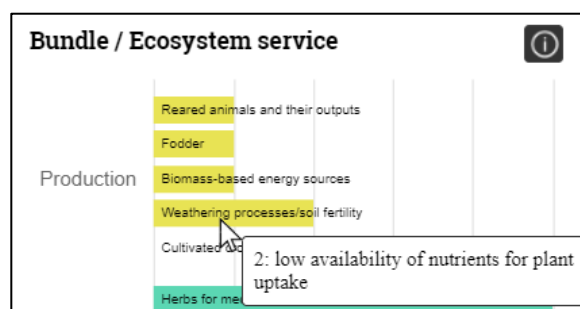 Bundle / Ecosystem service
Reared animals and their outputs
Fodder
Production
Biomass-based energy sources
Weathering processes/soil fertility
Cultivated
2: low availability of nutrients for plant
uptake
Herbs for